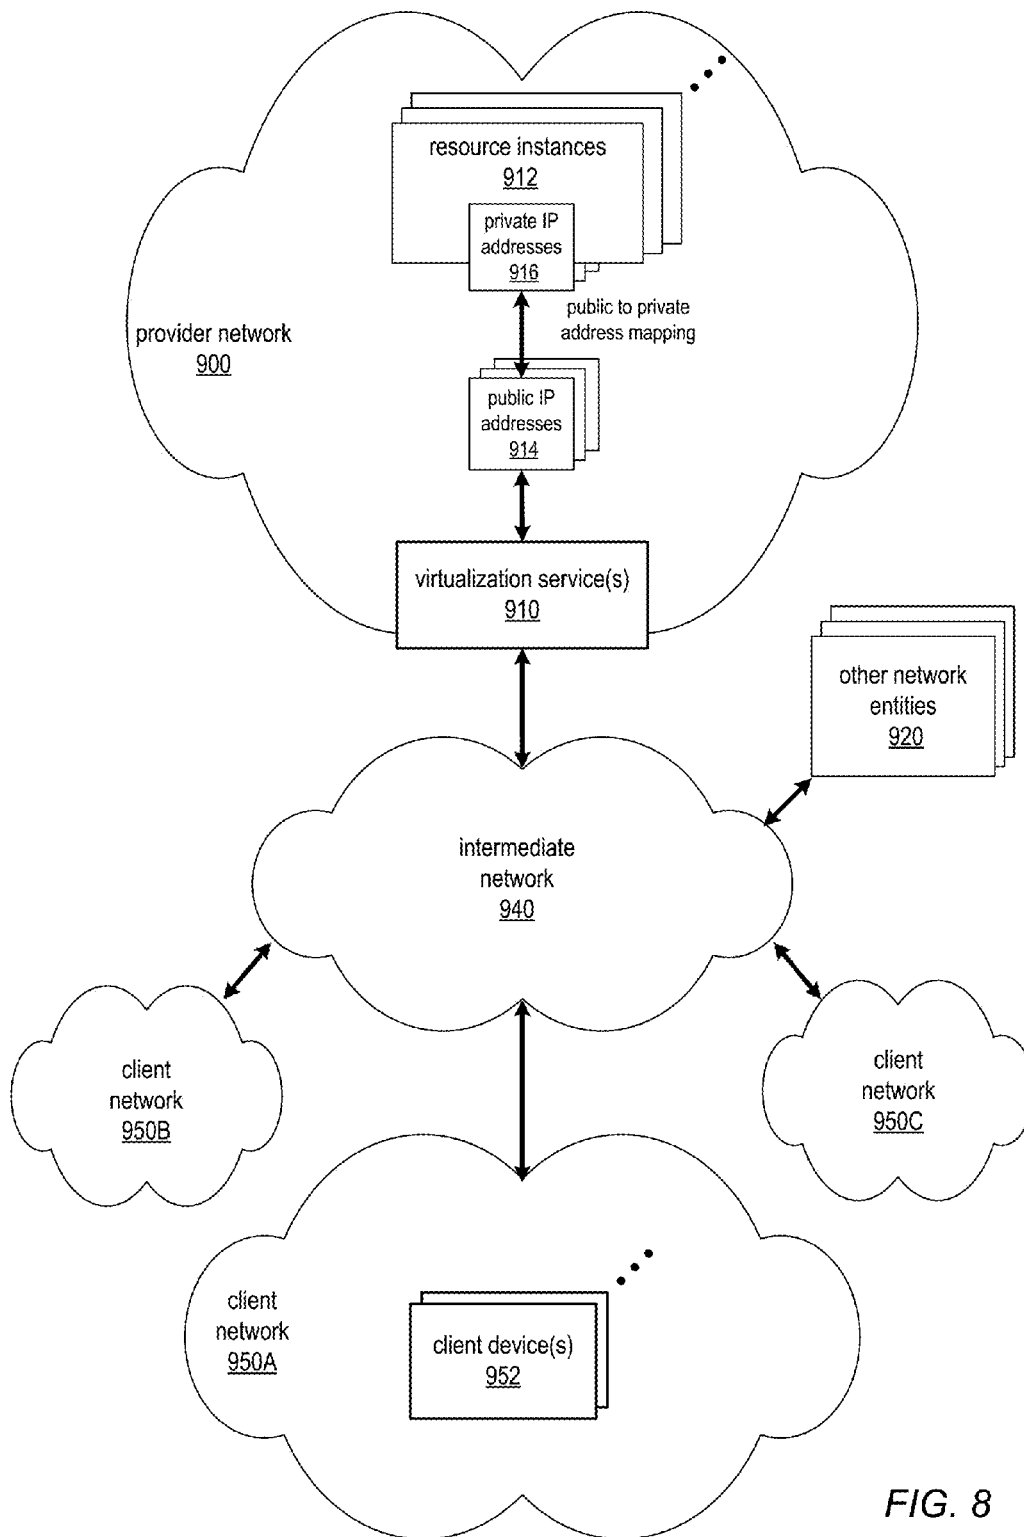 resource instances
912
private IP
addresses
916
public to private
address mapping
provider network
900
public IP
addresses
914
virtualization service(s)
910
other network
entities
920
intermediate
network
940
client
network
950B
client
network
950C
client
network
950A
client device(s)
952
FIG. 8